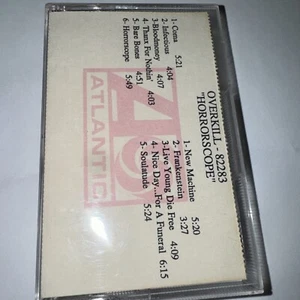 OVERKILL - 82283
"HORRORSCOPE"
1- Coma 5:21
2- Infectious 4:04
3-Bloodmoney 4:07
4- Thanx For Nothin' 4:03
5- Bare Bones 4:51
6- Horrorscope 5:49
1- New Machine 5:20
2- Frankenstein 3:27
3-Live Young Die Free 4:09
4- Nice Day...For A Funeral 6:15
5- Soulatude 5:24
ATLANTIC